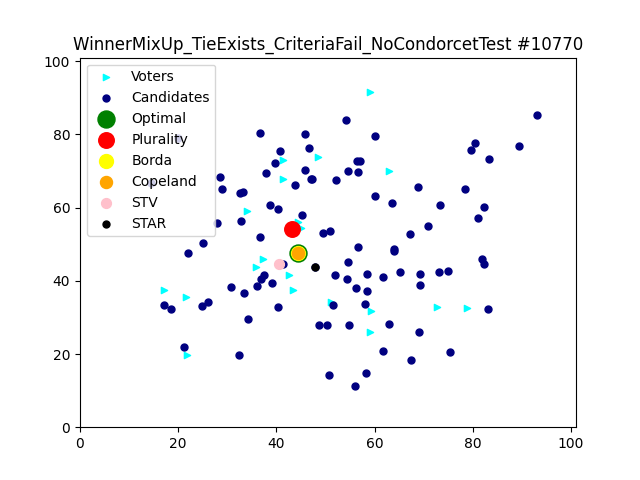 WinnerMixUp_TieExists_CriteriaFail_NoCondorcetTest #10770
100
80
60
40
20
0
Voters
Candidates
Optimal
Plurality
Borda
Copeland
STV
STAR
0 20 40 60 80 100